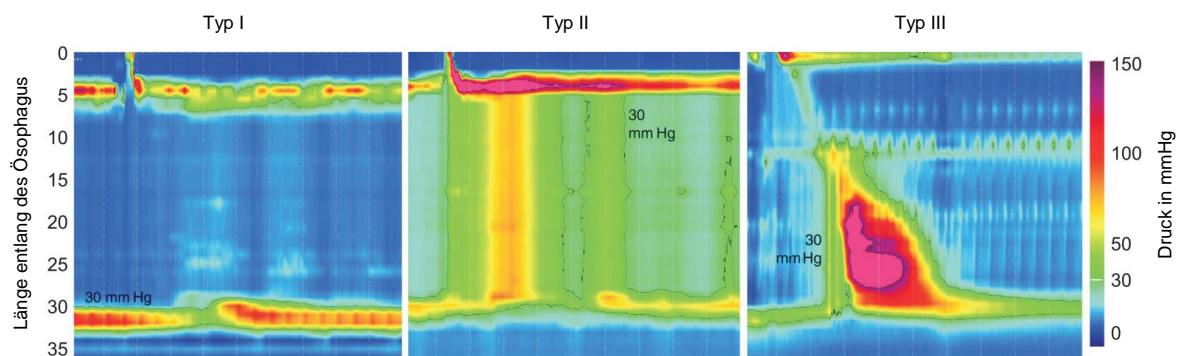 Typ I
Typ II
Typ III
Länge entlang des Ösophagus
0
5
10
15
20
25
30
35
30 mm Hg
30
mm Hg
30
mm Hg
150
100
50
30
0
Druck in mmHg